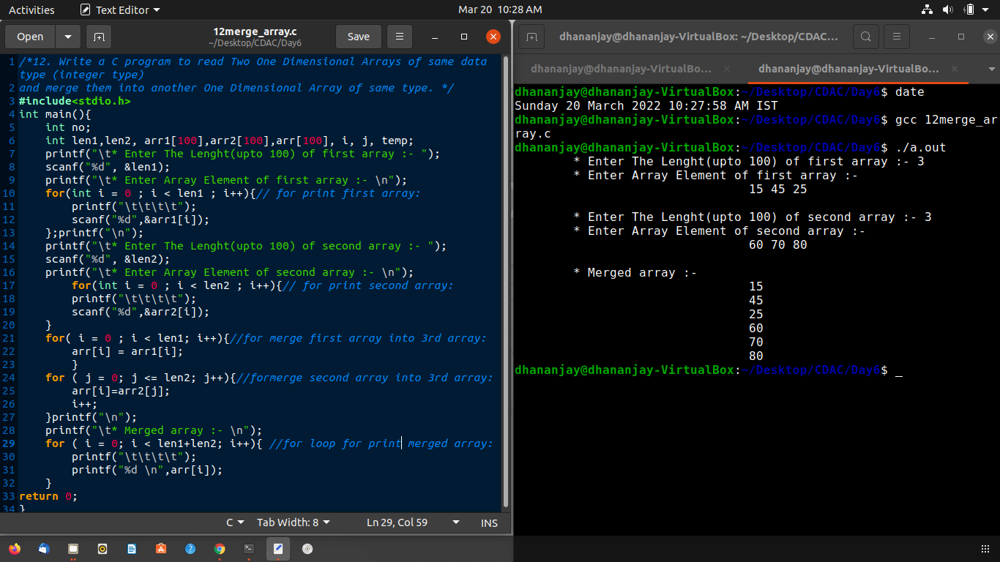 Activities Text Editor Mar 20 10:28 AM
Open 12merge_array.c Save
~/Desktop/CDAC/Day6
1 /*12. Write a C program to read Two One Dimensional Arrays of same data
type (integer type)
2 and merge them into another One Dimensional Array of same type. */
3 #include<stdio.h>
4 int main(){
5 int no;
6 int len1,len2, arr1[100],arr2[100],arr[100], i, j, temp;
7 printf("\t* Enter The Lenght(upto 100) of first array :- ");
8 scanf("%d", &len1);
9 printf("\t* Enter Array Element of first array :- \n");
10 for(int i = 0 ; i < len1 ; i++){// for print first array:
11 printf("\t\t\t\t");
12 scanf("%d",&arr1[i]);
13 };printf("\n");
14 printf("\t* Enter The Lenght(upto 100) of second array :- ");
15 scanf("%d", &len2);
16 printf("\t* Enter Array Element of second array :- \n");
17 for(int i = 0 ; i < len2 ; i++){// for print second array:
18 printf("\t\t\t\t");
19 scanf("%d",&arr2[i]);
20 }
21 for( i = 0 ; i < len1; i++){//for merge first array into 3rd array:
22 arr[i] = arr1[i];
23 }
24 for ( j = 0; j <= len2; j++){//formerge second array into 3rd array:
25 arr[i]=arr2[j];
26 i++;
27 }printf("\n");
28 printf("\t* Merged array :- \n");
29 for ( i = 0; i < len1+len2; i++){ //for loop for print merged array:
30 printf("\t\t\t\t");
31 printf("%d \n",arr[i]);
32 }
33 return 0;
34 }
C Tab Width: 8 Ln 29, Col 59 INS
dhananjay@dhananjay-VirtualBox: ~/Desktop/CDAC...
dhananjay@dhananjay-VirtualBo... dhananjay@dhananjay-VirtualBo...
dhananjay@dhananjay-VirtualBox:~/Desktop/CDAC/Day6$ date
Sunday 20 March 2022 10:27:58 AM IST
dhananjay@dhananjay-VirtualBox:~/Desktop/CDAC/Day6$ gcc 12merge_ar
ray.c
dhananjay@dhananjay-VirtualBox:~/Desktop/CDAC/Day6$ ./a.out
* Enter The Lenght(upto 100) of first array :- 3
* Enter Array Element of first array :-
15 45 25
* Enter The Lenght(upto 100) of second array :- 3
* Enter Array Element of second array :-
60 70 80
* Merged array :-
15
45
25
60
70
80
dhananjay@dhananjay-VirtualBox:~/Desktop/CDAC/Day6$ _